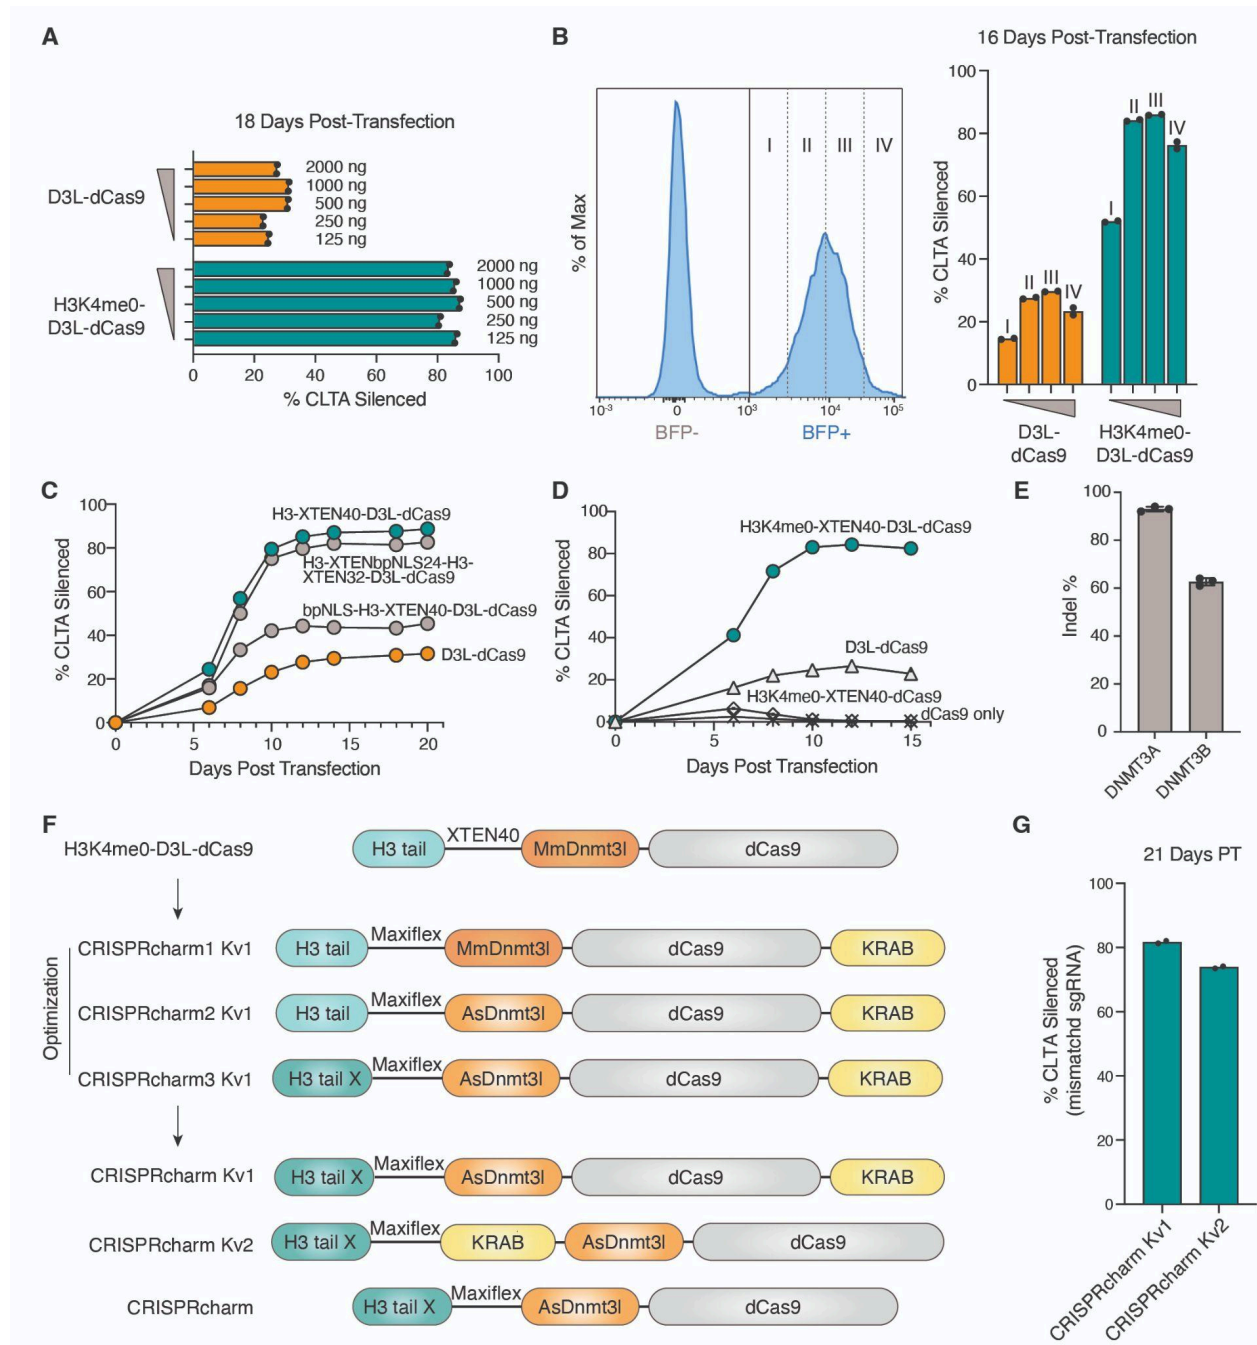 A
18 Days Post-Transfection
D3L-dCas9
2000 ng
1000 ng
500 ng
250 ng
125 ng
H3K4me0-
D3L-dCas9
2000 ng
1000 ng
500 ng
250 ng
125 ng
0 20 40 60 80 100
% CLTA Silenced
B
% of Max
I II III IV
10-3 0 103 104 105
BFP- BFP+
16 Days Post-Transfection
% CLTA Silenced
100
80
60
40
20
0
I II III IV
I II III IV
D3L-
dCas9
H3K4me0-
D3L-dCas9
C
% CLTA Silenced
100
80
60
40
20
0
H3-XTEN40-D3L-dCas9
H3-XTENbpNLS24-H3-
XTEN32-D3L-dCas9
bpNLS-H3-XTEN40-D3L-dCas9
D3L-dCas9
0 5 10 15 20
Days Post Transfection
D
% CLTA Silenced
100
80
60
40
20
0
H3K4me0-XTEN40-D3L-dCas9
D3L-dCas9
H3K4me0-XTEN40-dCas9
dCas9 only
0 5 10 15
Days Post Transfection
E
Indel %
100
80
60
40
20
0
DNMT3A
DNMT3B
F
H3K4me0-D3L-dCas9
H3 tail XTEN40 MmDnmt3l dCas9
Optimization
CRISPRcharm1 Kv1
H3 tail Maxiflex MmDnmt3l dCas9 KRAB
CRISPRcharm2 Kv1
H3 tail Maxiflex AsDnmt3l dCas9 KRAB
CRISPRcharm3 Kv1
H3 tail X Maxiflex AsDnmt3l dCas9 KRAB
CRISPRcharm Kv1
H3 tail X Maxiflex AsDnmt3l dCas9 KRAB
CRISPRcharm Kv2
H3 tail X Maxiflex KRAB AsDnmt3l dCas9
CRISPRcharm
H3 tail X Maxiflex AsDnmt3l dCas9
G
21 Days PT
% CLTA Silenced
(mismatchd sgRNA)
100
80
60
40
20
0
CRISPRcharm Kv1
CRISPRcharm Kv2